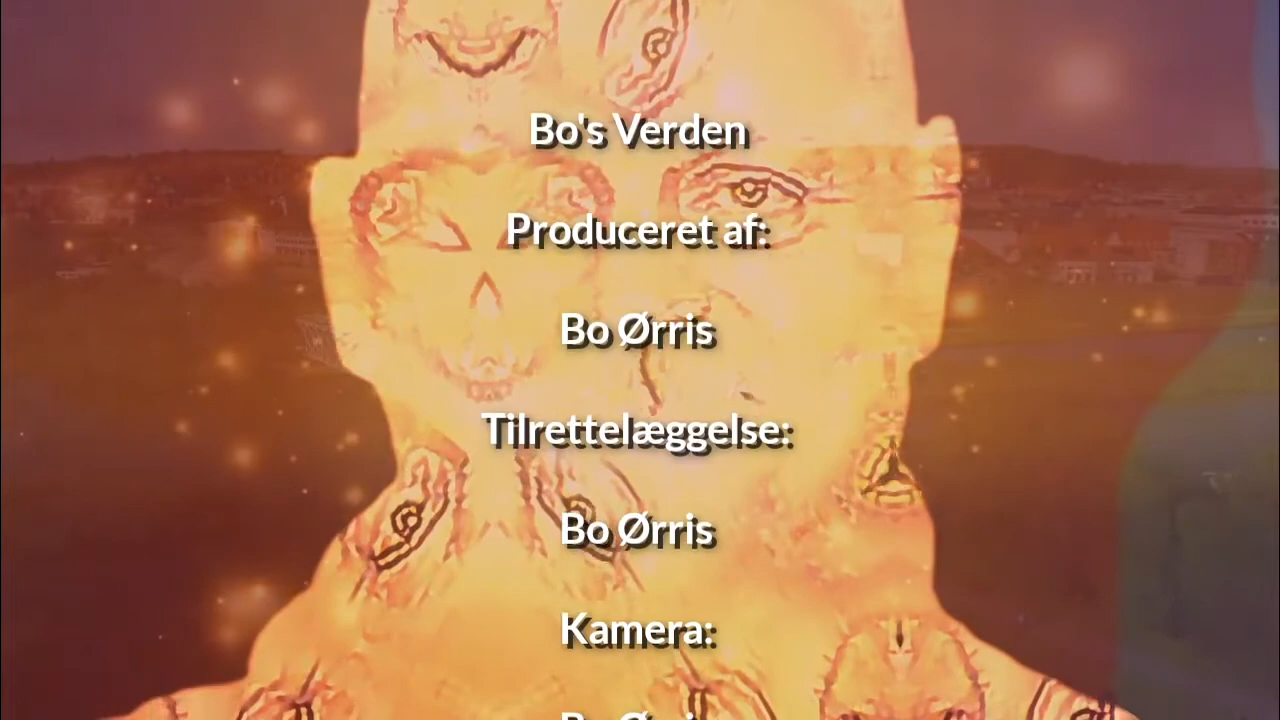 Bo's Verden
Produceret af:
Bo Ørris
Tilrettelæggelse:
Bo Ørris
Kamera: